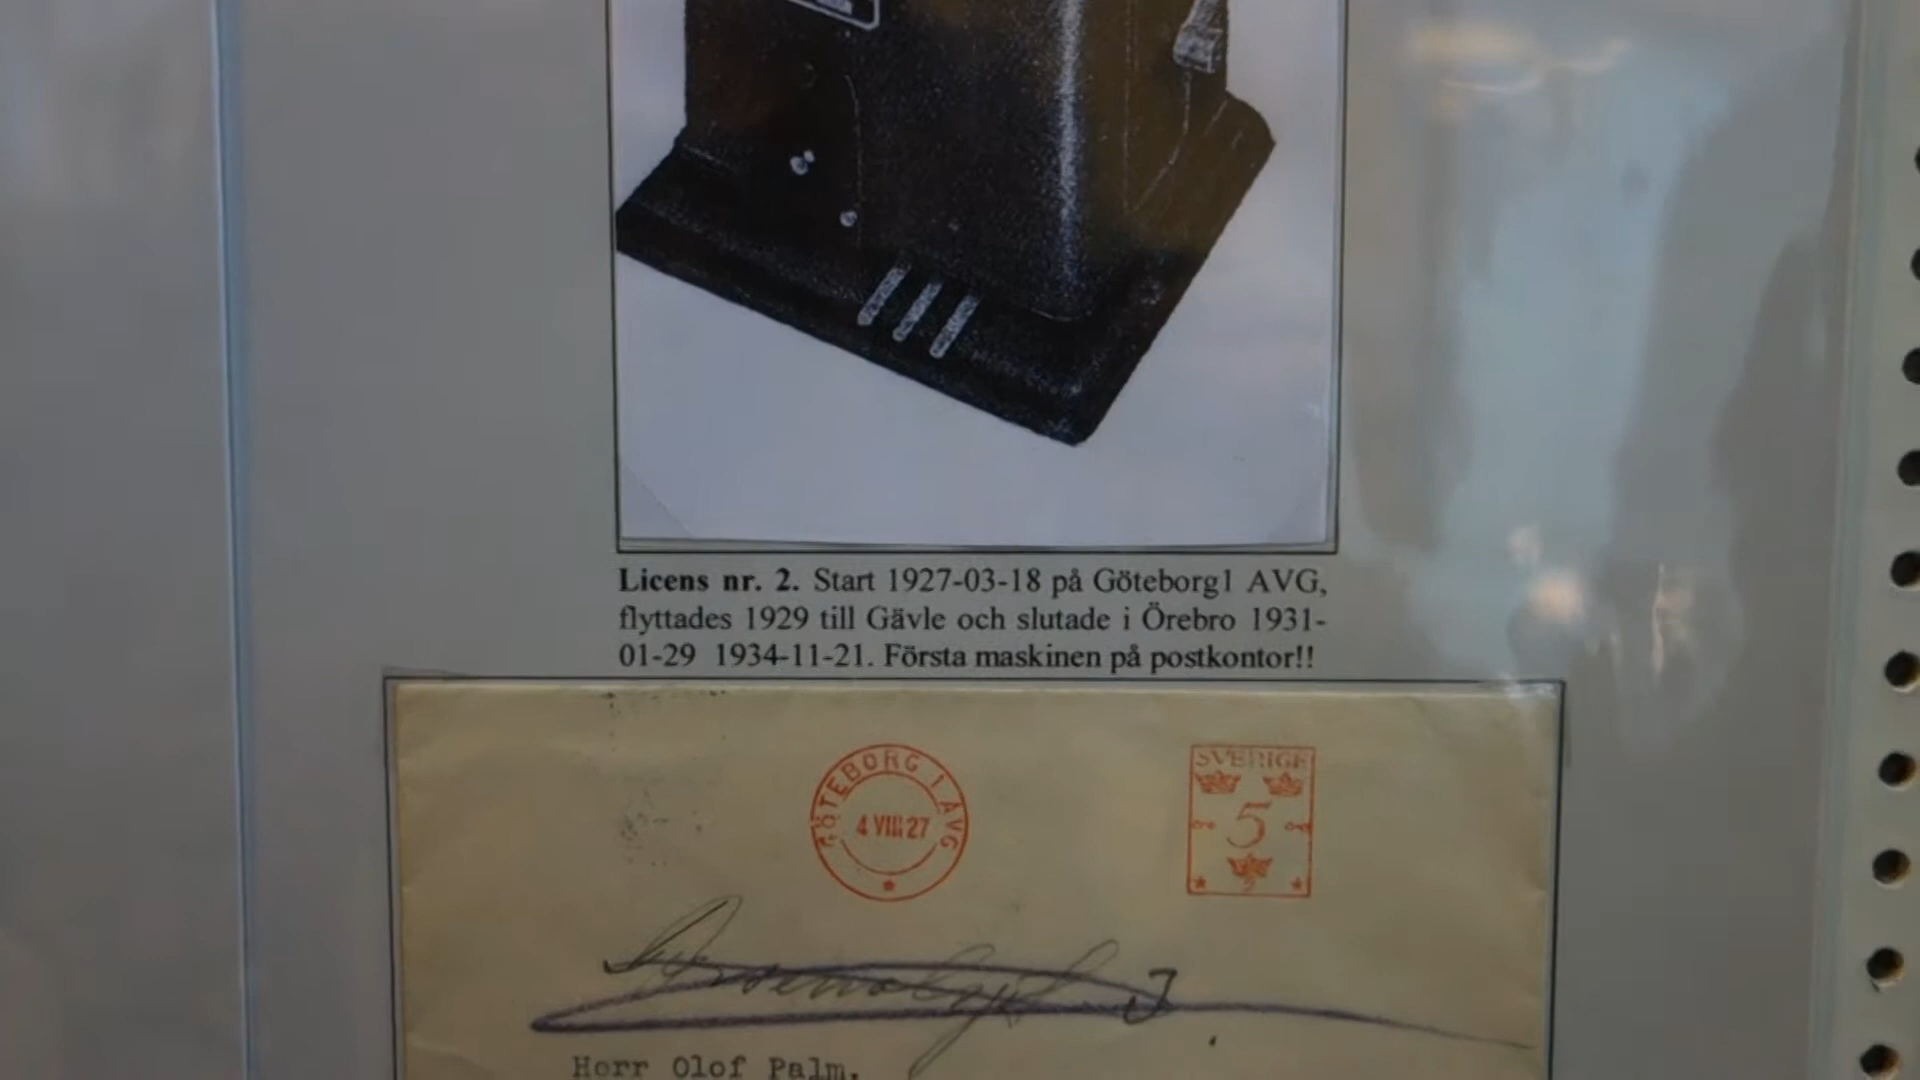 Licens nr. 2. Start 1927-03-18 på Göteborg1 AVG,
flyttades 1929 till Gävle och slutade i Örebro 1931-
01-29 1934-11-21. Första maskinen på postkontor!!
GÖTEBORG 1 AVG
4 VIII 27
SVERIGE
5
2
Herr Olof Palm.